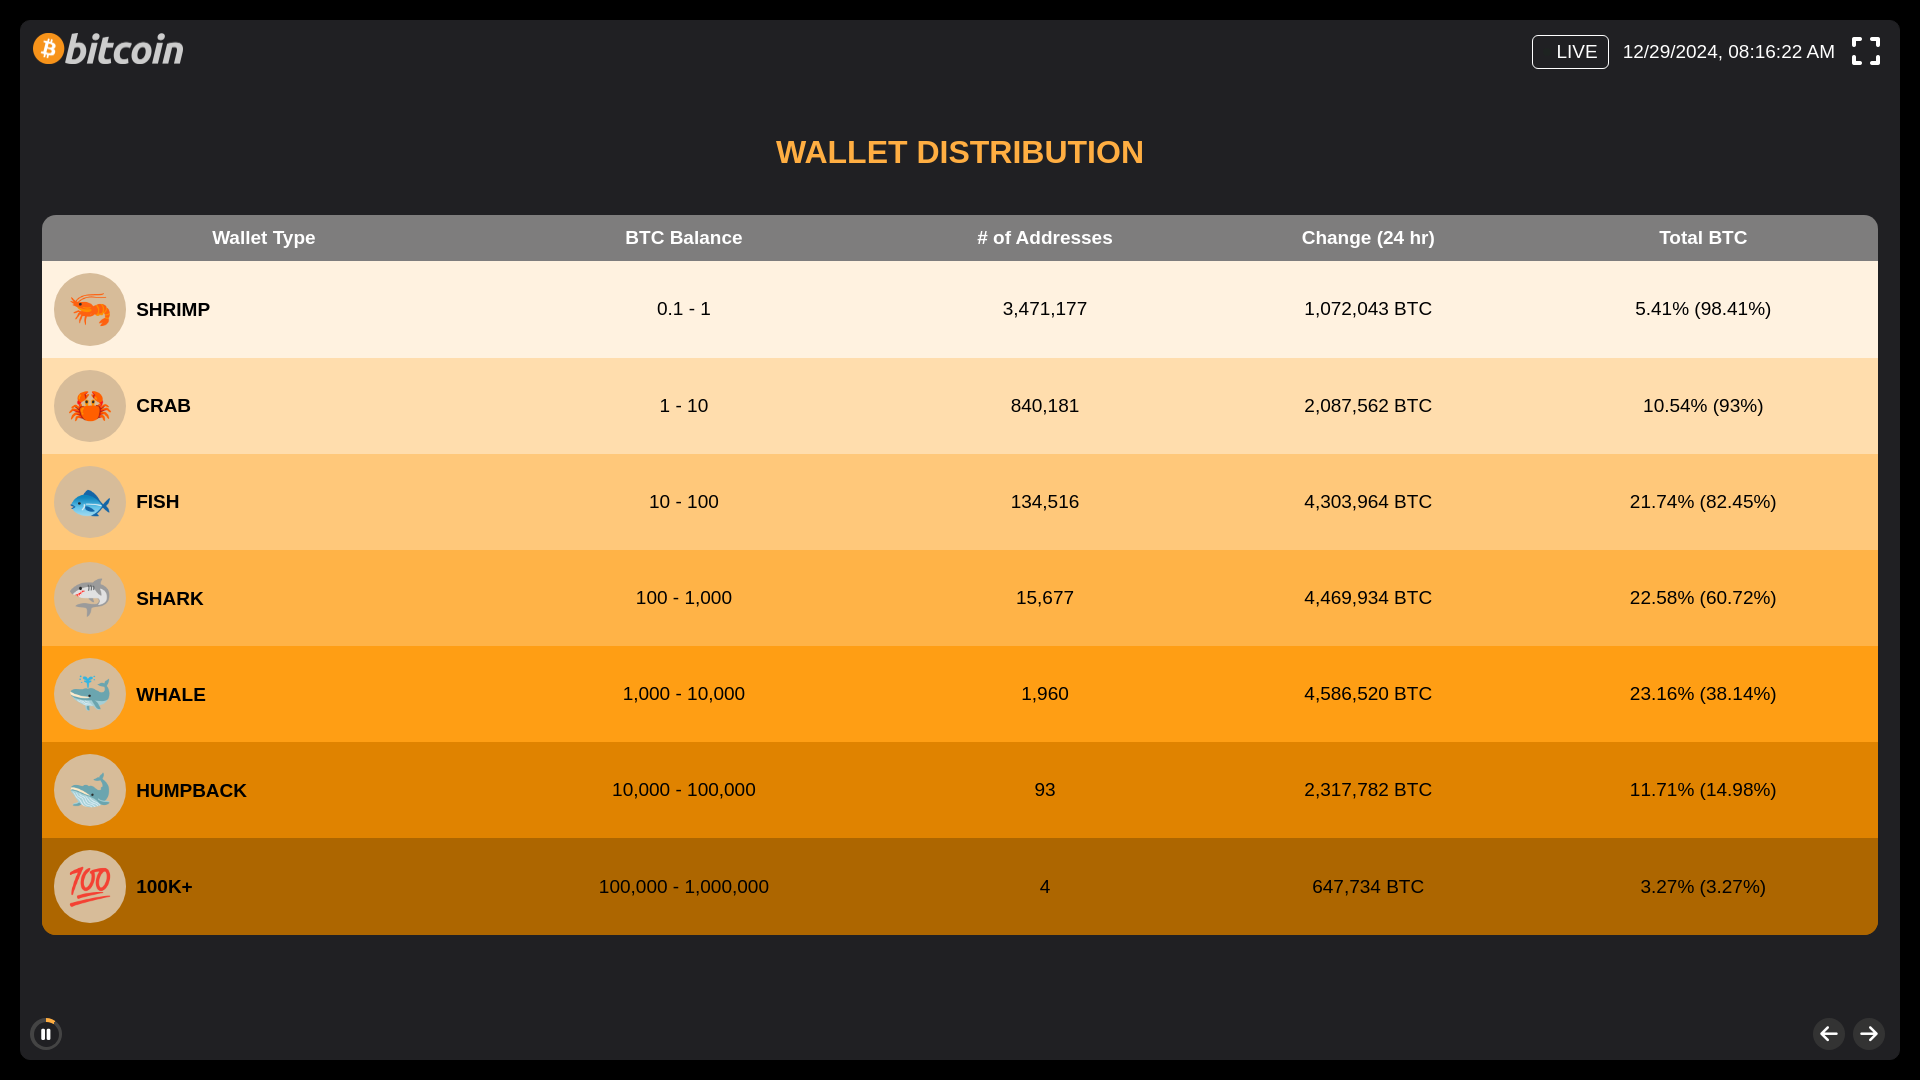 bitcoin
LIVE 12/29/2024, 08:16:22 AM
WALLET DISTRIBUTION
Wallet Type BTC Balance # of Addresses Change (24 hr) Total BTC
SHRIMP 0.1 - 1 3,471,177 1,072,043 BTC 5.41% (98.41%)
CRAB 1 - 10 840,181 2,087,562 BTC 10.54% (93%)
FISH 10 - 100 134,516 4,303,964 BTC 21.74% (82.45%)
SHARK 100 - 1,000 15,677 4,469,934 BTC 22.58% (60.72%)
WHALE 1,000 - 10,000 1,960 4,586,520 BTC 23.16% (38.14%)
HUMPBACK 10,000 - 100,000 93 2,317,782 BTC 11.71% (14.98%)
100 100K+ 100,000 - 1,000,000 4 647,734 BTC 3.27% (3.27%)